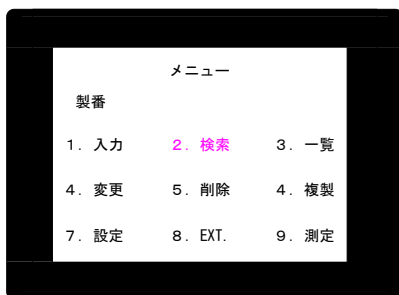 メニュー
製番
1. 入力 2. 検索 3. 一覧
4. 変更 5. 削除 4. 複製
7. 設定 8. EXT. 9. 測定